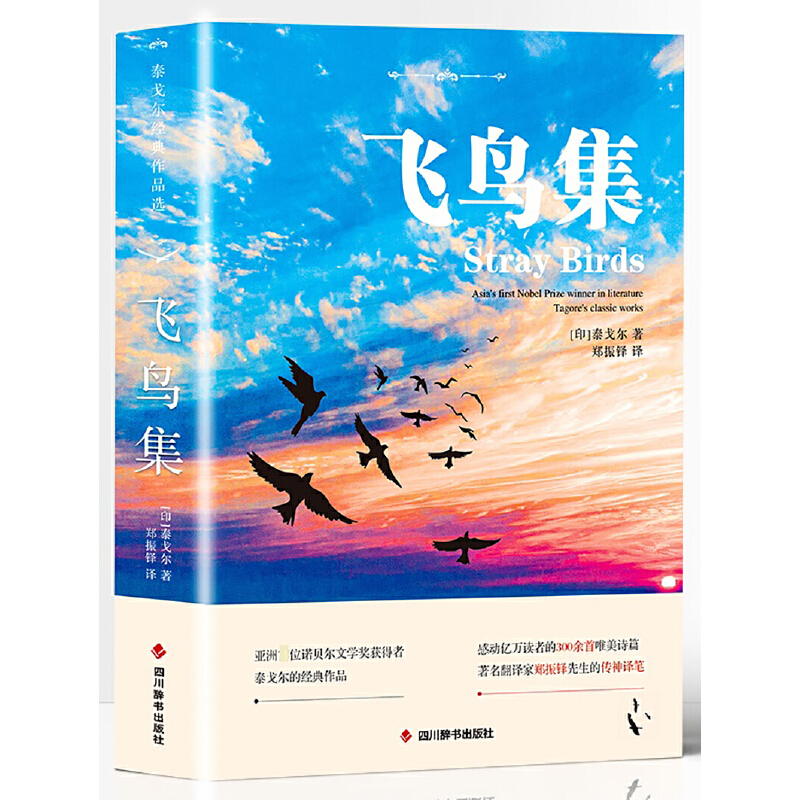 泰戈尔经典作品选
飞鸟集
[印]泰戈尔 著
郑振铎 译
四川辞书出版社
飞鸟集
Stray Birds
Asia's first Nobel Prize winner in literature
Tagore's classic works
[印]泰戈尔 著
郑振铎 译
亚洲 位诺贝尔文学奖获得者
泰戈尔的经典作品
感动亿万读者的300余首唯美诗篇
著名翻译家郑振铎先生的传神译笔
四川辞书出版社